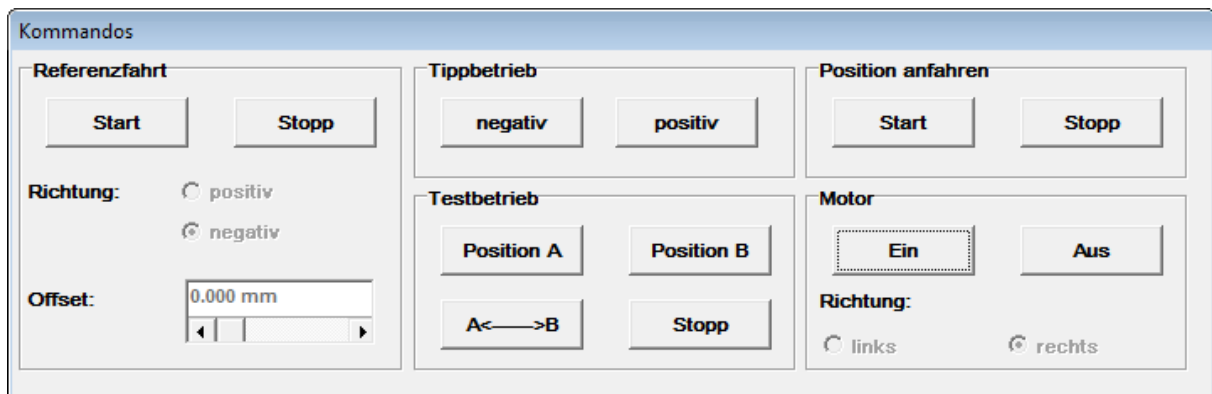 Kommandos
Referenzfahrt
Start Stopp
Richtung: positiv
negativ
Offset: 0.000 mm
Tippbetrieb
negativ positiv
Testbetrieb
Position A Position B
A<------>B Stopp
Position anfahren
Start Stopp
Motor
Ein Aus
Richtung:
links rechts